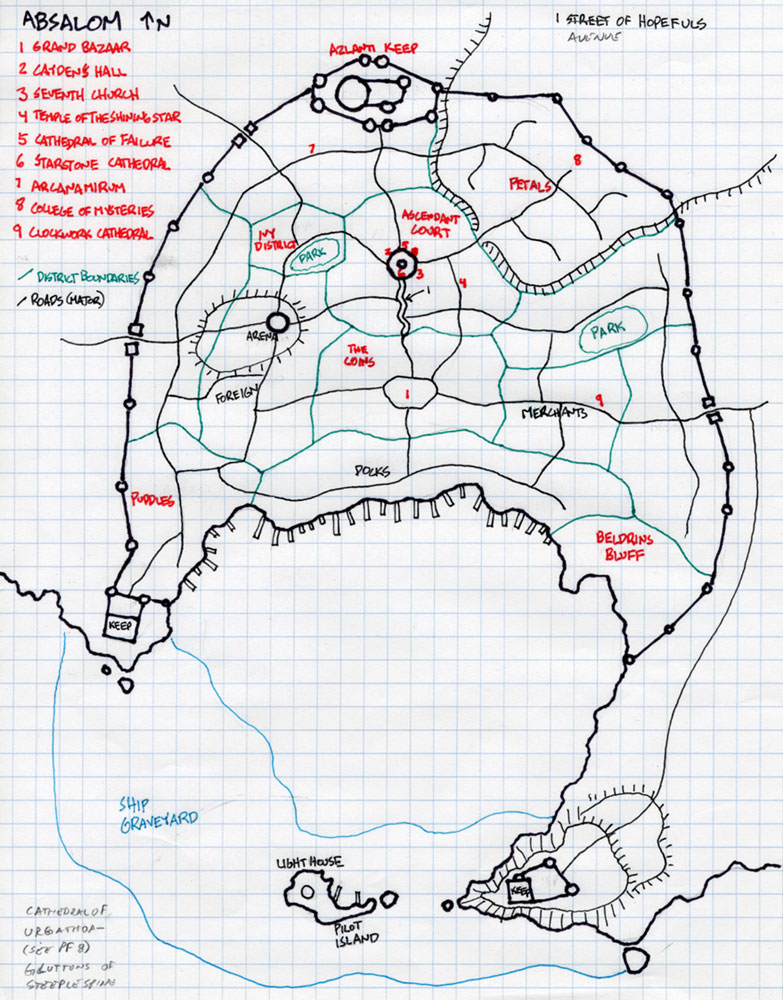 ABSALOM ↑N
1 GRAND BAZAAR
2 CAYDEN'S HALL
3 SEVENTH CHURCH
4 TEMPLE OF THE SHINING STAR
5 CATHEDRAL OF FAILURE
6 STARSTONE CATHEDRAL
7 ARCANAMIRUM
8 COLLEGE OF MYSTERIES
9 CLOCKWORK CATHEDRAL
/ DISTRICT BOUNDARIES
/ ROADS (MAJOR)
1 STREET OF HOPEFULS
AVENUE
AZLANTI KEEP
7
8
PETALS
IVY
DISTRICT
PARK
ASCENDANT
COURT
2
5
6
3
4
1
ARENA
PARK
THE
COINS
FOREIGN
1
9
MERCHANTS
DOCKS
PUDDLES
BELDRINS
BLUFF
KEEP
SHIP
GRAVEYARD
LIGHT HOUSE
PILOT
ISLAND
KEEP
CATHEDRAL OF
URGATHOA—
(SEE PF 8)
GLUTTONS OF
STEEPLESPINE